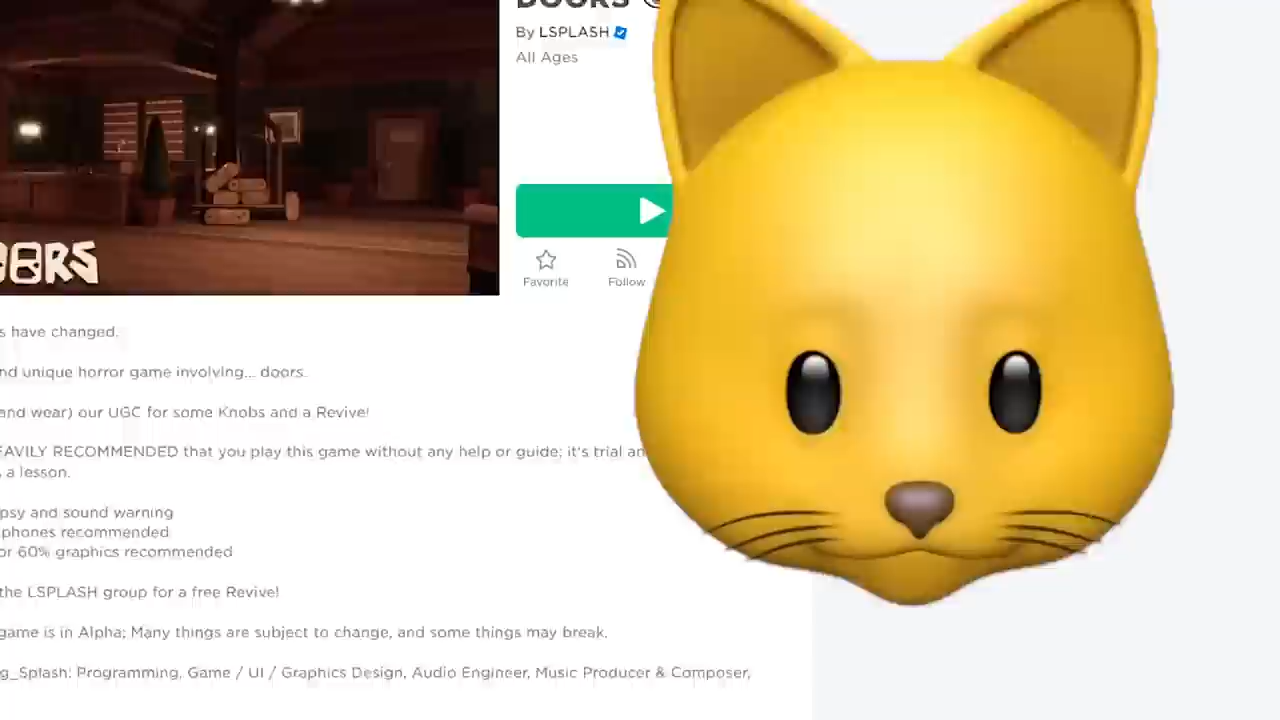 DOORS
By LSPLASH
All Ages
DOORS
Favorite
Follow
s have changed.
nd unique horror game involving... doors.
and wear) our UGC for some Knobs and a Revive!
EAVILY RECOMMENDED that you play this game without any help or guide; it's trial an
a lesson.
psy and sound warning
phones recommended
or 60% graphics recommended
the LSPLASH group for a free Revive!
game is in Alpha; Many things are subject to change, and some things may break.
g_Splash: Programming, Game / UI / Graphics Design, Audio Engineer, Music Producer & Composer,